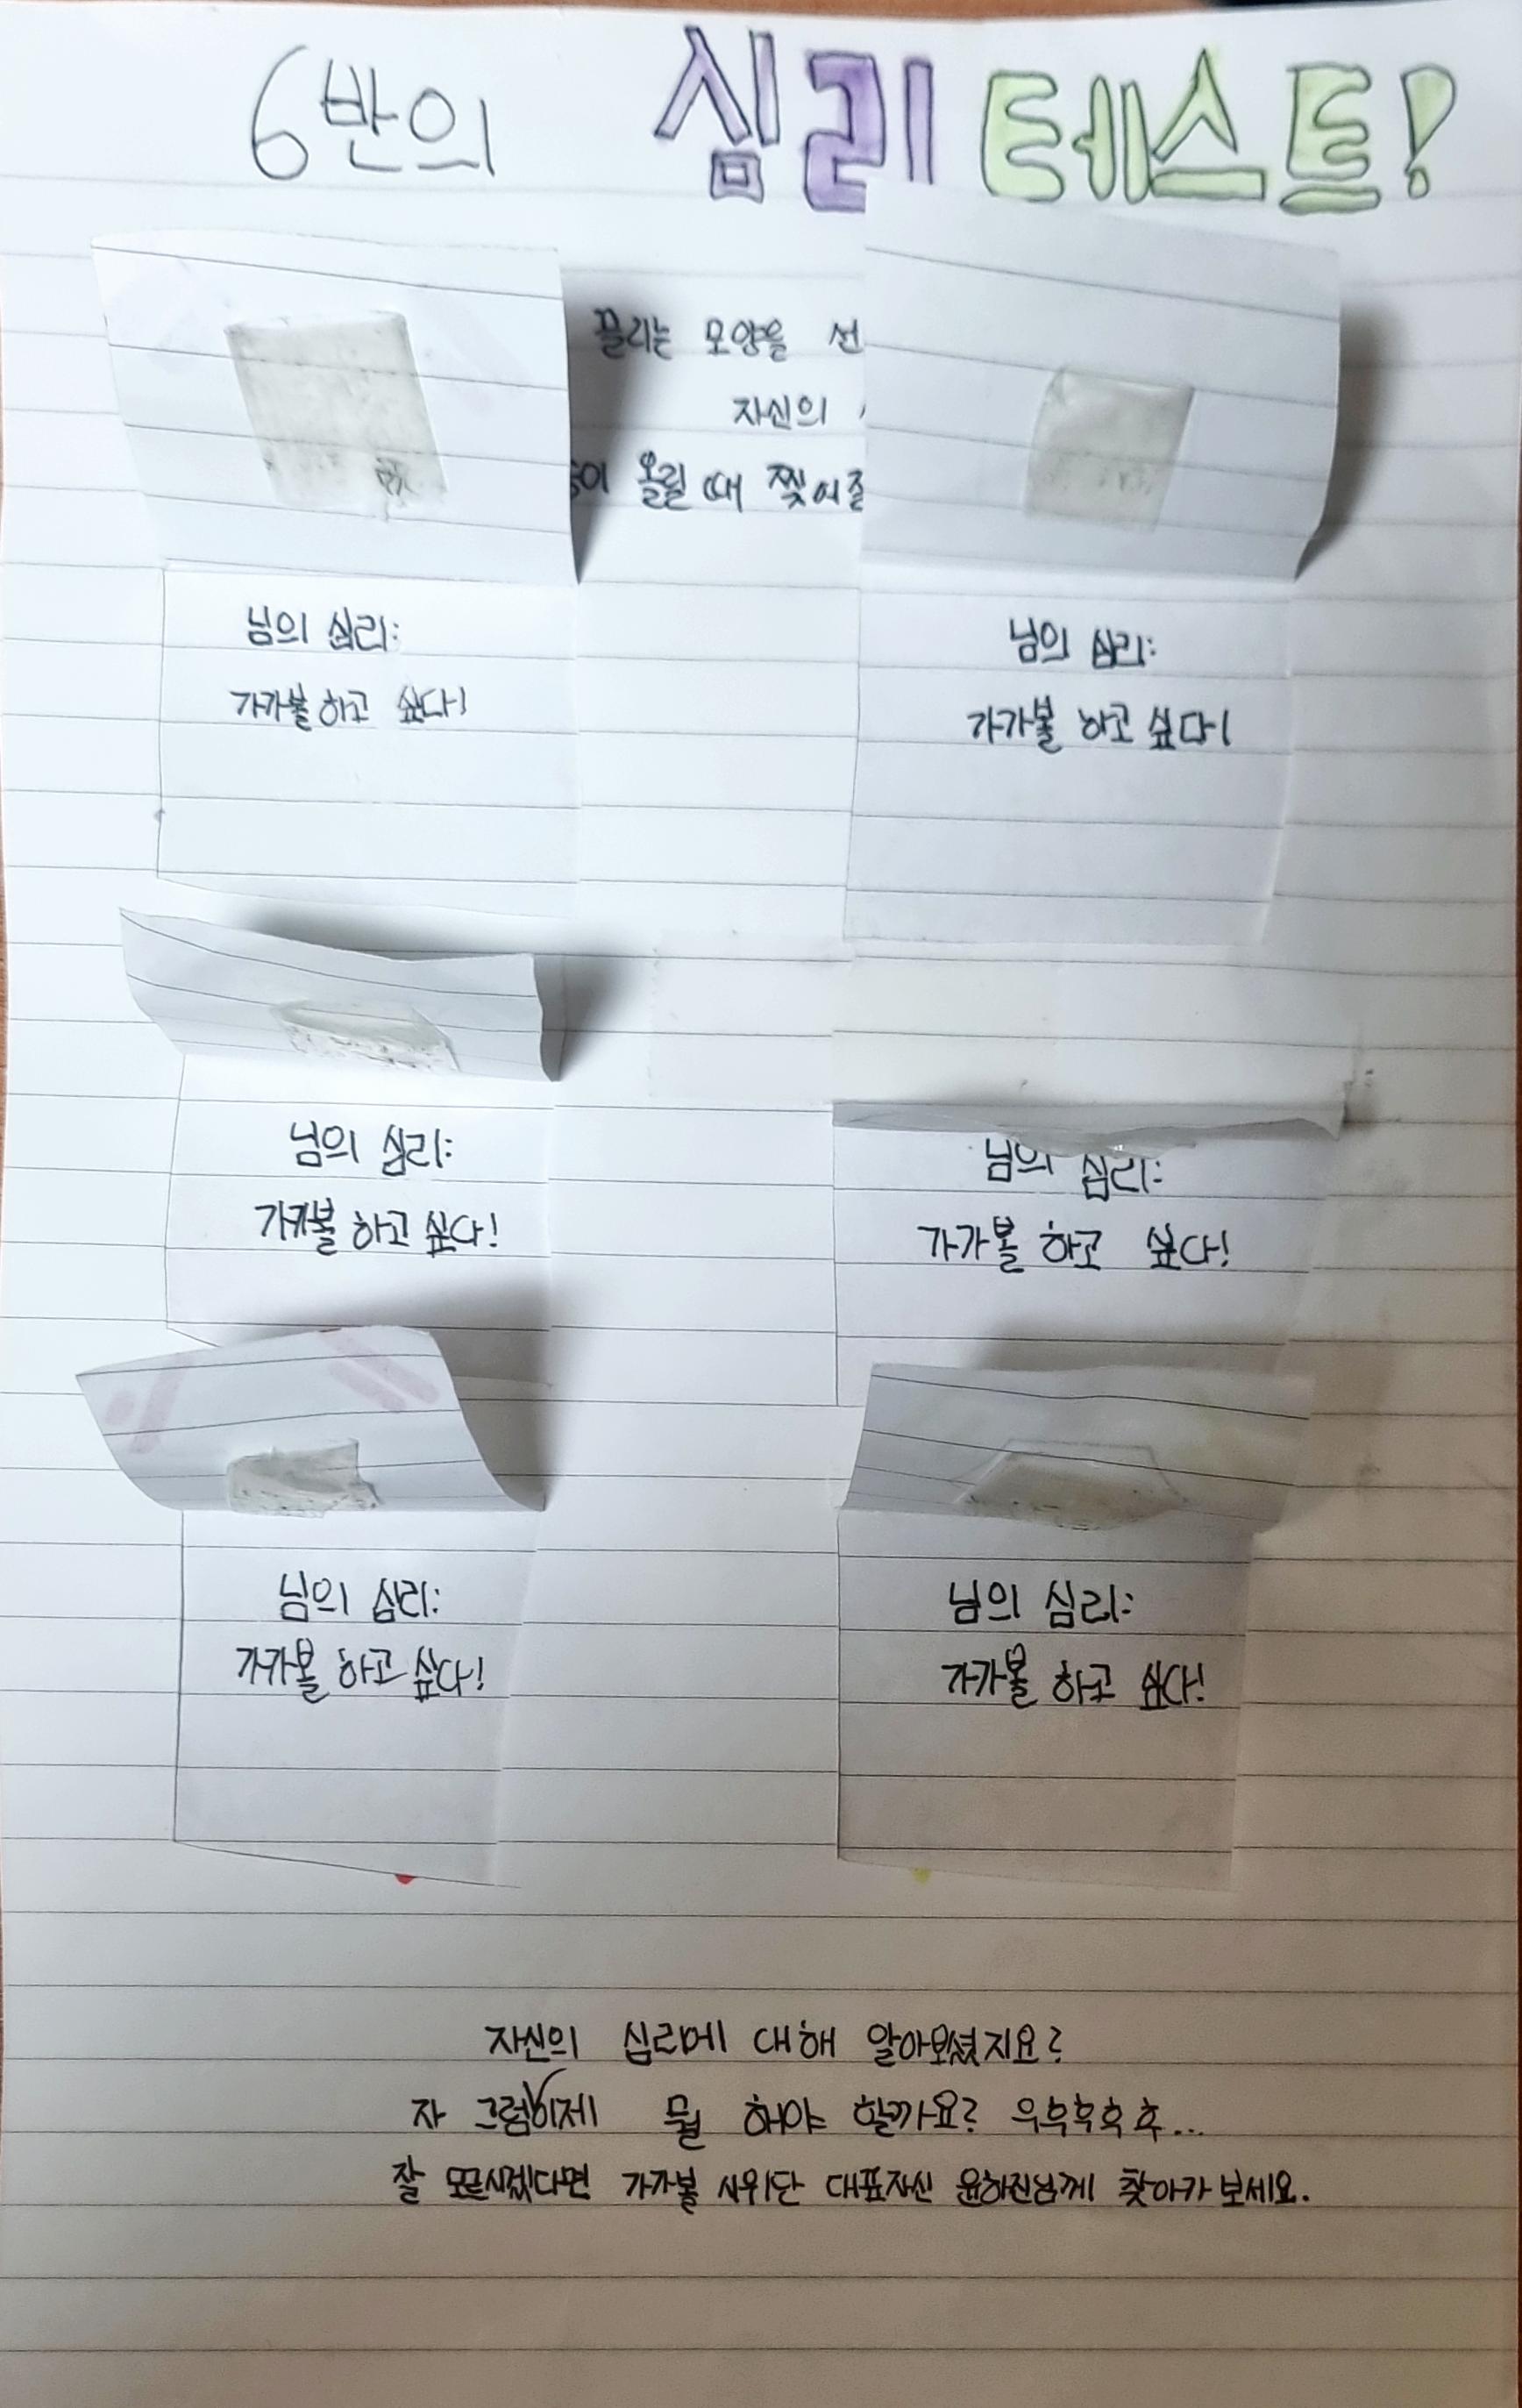 6반의 심리 테스트!
끌리는 모양을 선
자신의
이 올릴 때 찢어질
님의 심리:
가가볼 하고 싶다!
님의 심리:
가가볼 하고 싶다!
님의 심리:
가가볼 하고 싶다!
님의 심리:
가가볼 하고 싶다!
님의 심리:
가가볼 하고 싶다!
님의 심리:
가가볼 하고 싶다!
자신의 심리에 대해 알아보셨지요?
자 그럼 이제 뭘 해야 할까요? 우후후후후...
잘 모르시겠다면 가가볼 시위단 대표자신 윤하진님께 찾아가 보세요.